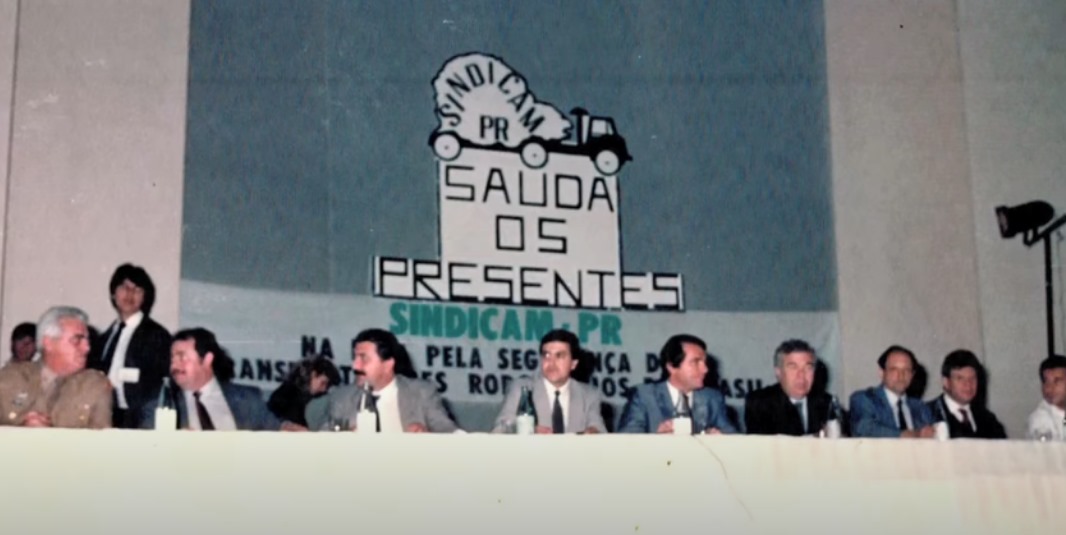 SINDICAM
PR
SAUDA
OS
PRESENTES
SINDICAM-PR
NA PELA SEGURANÇA